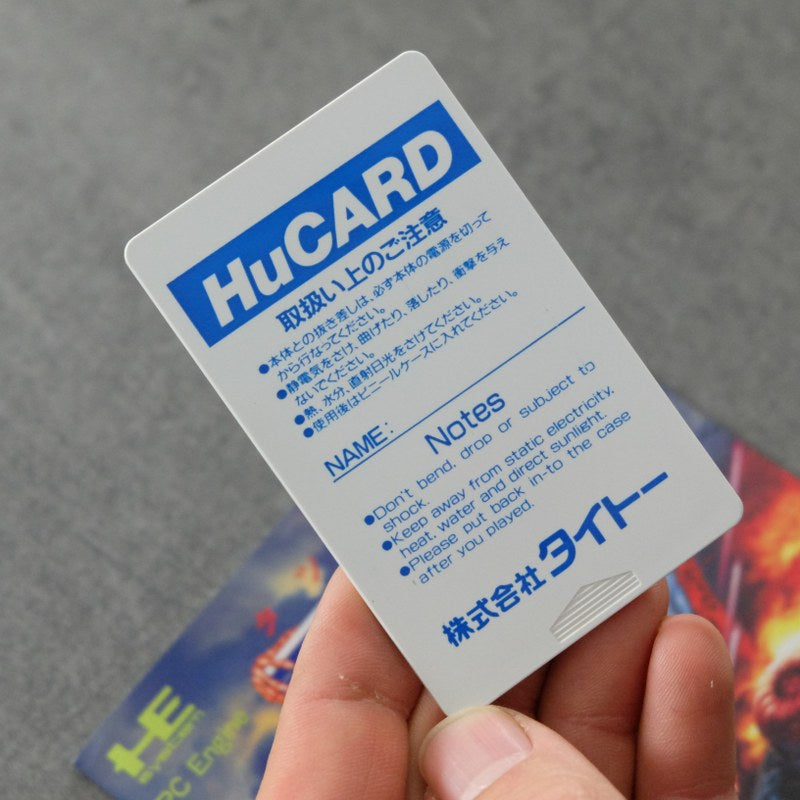 HuCARD
取扱い上のご注意
●本体との抜き差しは、必ず本体の電源を切って
から行なってください。
●静電気をさけ、曲げたり、落したり、衝撃を与え
ないでください。
●熱、水分、直射日光をさけてください。
●使用後はビニールケースに入れてください。
NAME:
Notes
●Don't bend, drop or subject to
shock.
●Keep away from static electricity,
heat, water and direct sunlight.
●Please put back in-to the case
after you played.
株式会社タイトー
HE
System
PC Engine